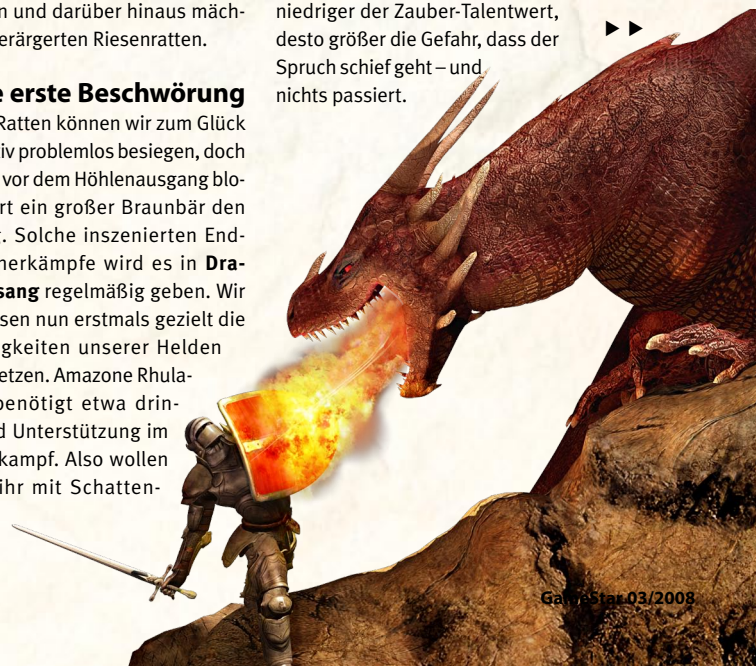 n und darüber hinaus mäch-
erärgerten Riesenratten.
e erste Beschwörung
Ratten können wir zum Glück
iv problemlos besiegen, doch
vor dem Höhlenausgang blo-
rt ein großer Braunbär den
. Solche inszenierten End-
nerkämpfe wird es in Dra-
sang regelmäßig geben. Wir
sen nun erstmals gezielt die
igkeiten unserer Helden
etzen. Amazone Rhula-
benötigt etwa drin-
d Unterstützung im
kampf. Also wollen
ihr mit Schatten-
niedriger der Zauber-Talentwert,
desto größer die Gefahr, dass der
Spruch schief geht – und
nichts passiert.
GameStar 03/2008